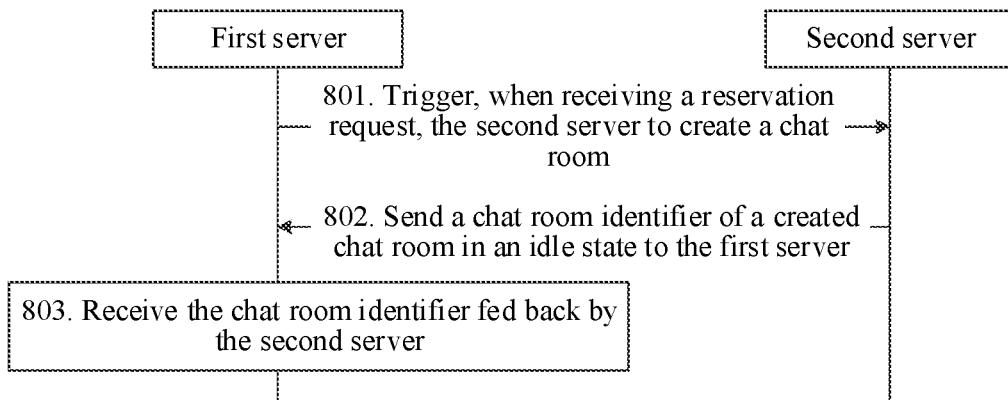 First server
Second server
801. Trigger, when receiving a reservation
request, the second server to create a chat
room
802. Send a chat room identifier of a created
chat room in an idle state to the first server
803. Receive the chat room identifier fed back by
the second server